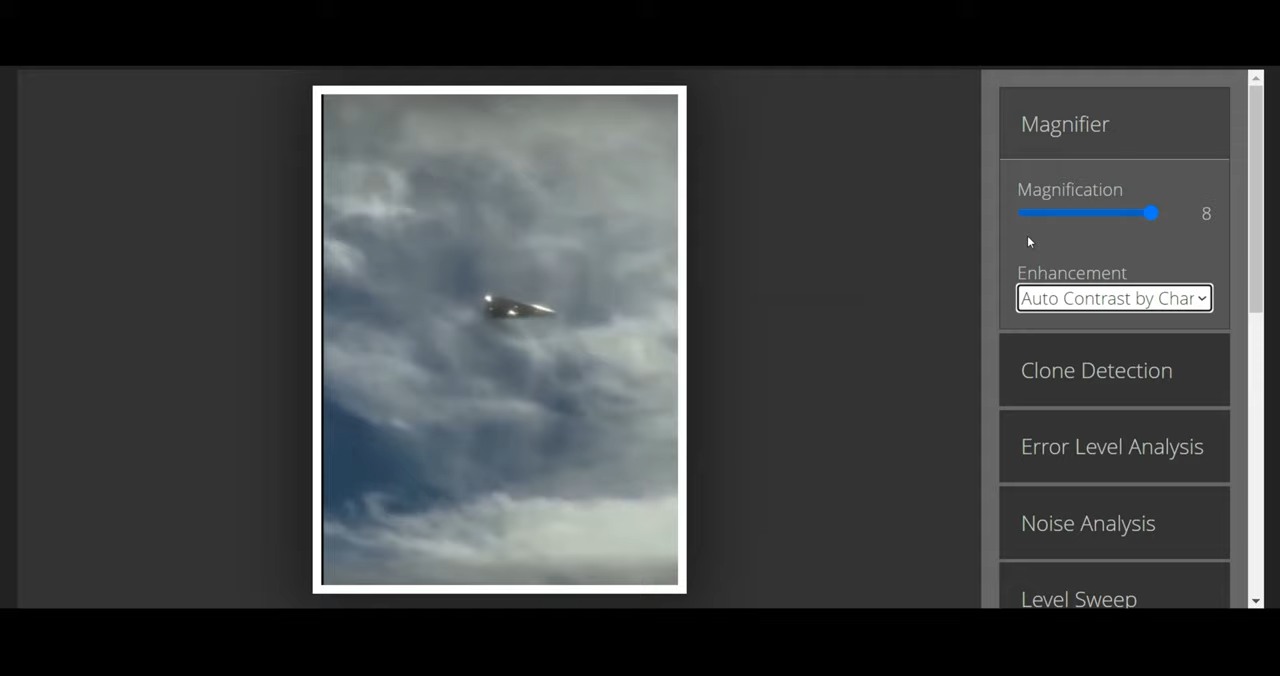 Magnifier
Magnification
8
Enhancement
Auto Contrast by Char
Clone Detection
Error Level Analysis
Noise Analysis
Level Sweep